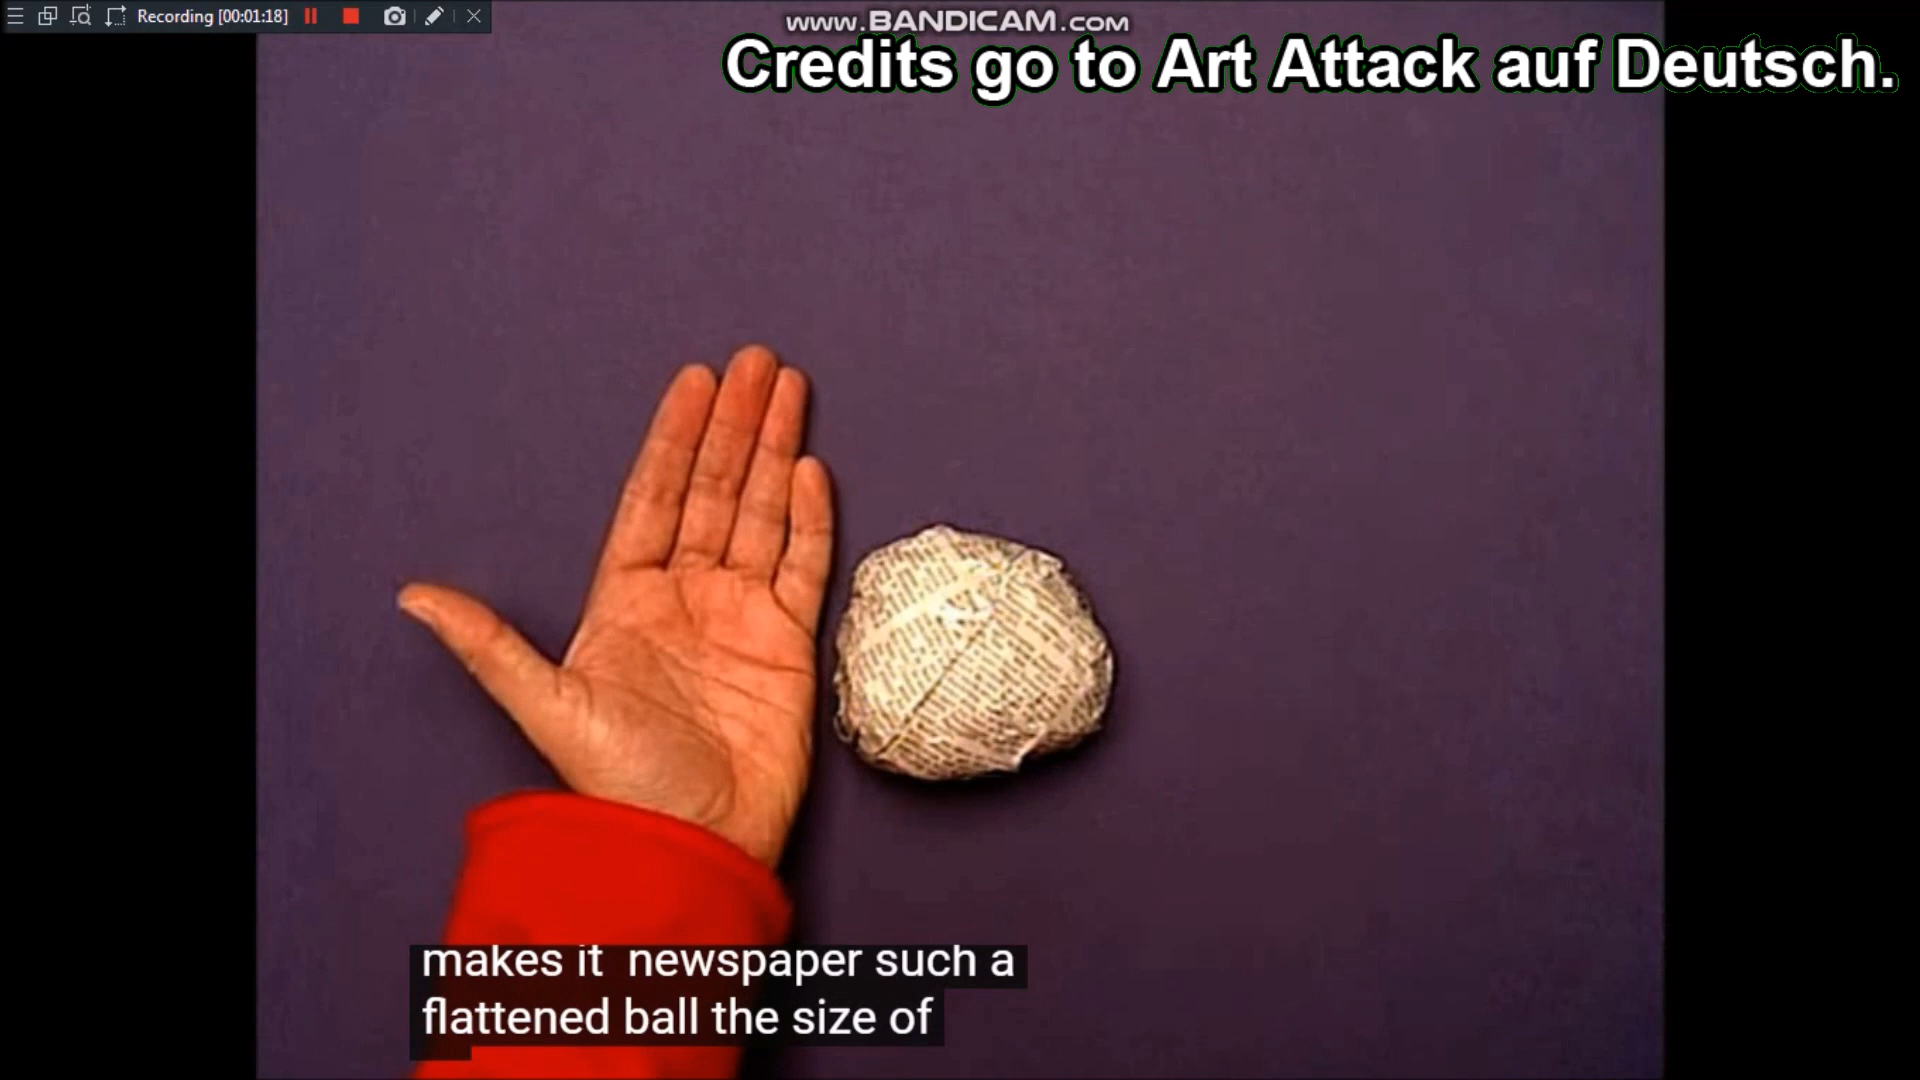 Recording [00:01:18]
www.BANDICAM.com
Credits go to Art Attack auf Deutsch.
makes it newspaper such a
flattened ball the size of